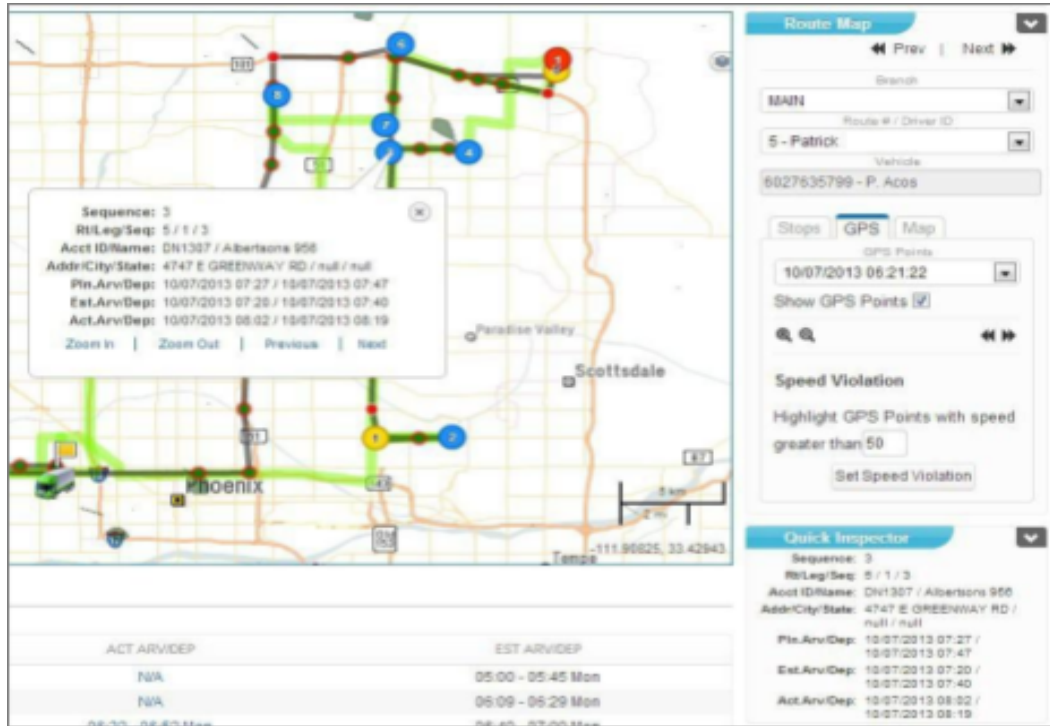 101
6
3
8
7
4
Sequence: 3
Rt/Leg/Seq: 5 / 1 / 3
Acct ID/Name: DN1307 / Albertsons 956
Addr/City/State: 4747 E GREENWAY RD / null / null
Pln.Arv/Dep: 10/07/2013 07:27 / 10/07/2013 07:47
Est.Arv/Dep: 10/07/2013 07:20 / 10/07/2013 07:40
Act.Arv/Dep: 10/07/2013 08:02 / 10/07/2013 08:19
Zoom In | Zoom Out | Previous | Next
Paradise Valley
Scottsdale
1
2
87
Phoenix
5 km
2 mi
-111.90825, 33.42943
Tempe
ACT ARV/DEP
EST ARV/DEP
N/A
05:00 - 05:45 Mon
N/A
06:09 - 06:29 Mon
Route Map
Prev | Next
Branch
MAIN
Route # / Driver ID
5 - Patrick
Vehicle
6027635799 - P. Acos
Stops GPS Map
GPS Points
10/07/2013 06:21:22
Show GPS Points
Speed Violation
Highlight GPS Points with speed
greater than 50
Set Speed Violation
Quick Inspector
Sequence: 3
Rt/Leg/Seq: 5 / 1 / 3
Acct ID/Name: DN1307 / Albertsons 956
Addr/City/State: 4747 E GREENWAY RD /
null / null
Pln.Arv/Dep: 10/07/2013 07:27 /
10/07/2013 07:47
Est.Arv/Dep: 10/07/2013 07:20 /
10/07/2013 07:40
Act.Arv/Dep: 10/07/2013 08:02 /
10/07/2013 08:19